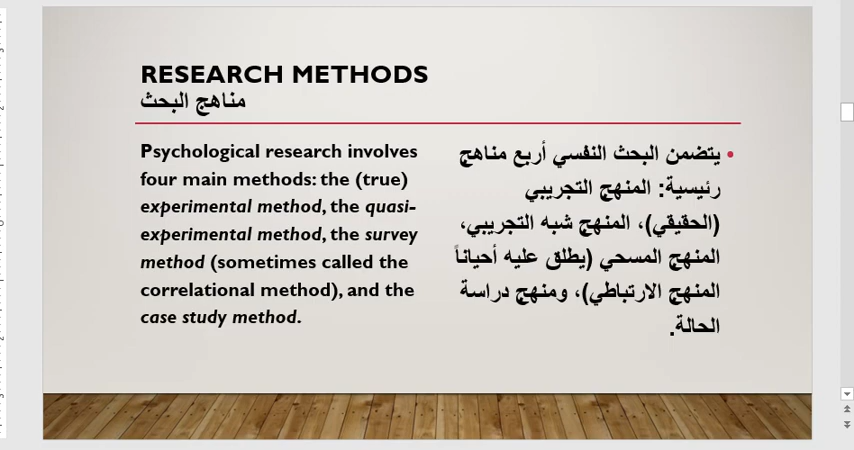 RESEARCH METHODS
مناهج البحث
Psychological research involves
four main methods: the (true)
experimental method, the quasi-
experimental method, the survey
method (sometimes called the
correlational method), and the
case study method.
• يتضمن البحث النفسي أربع مناهج
رئيسية: المنهج التجريبي
(الحقيقي)، المنهج شبه التجريبي،
المنهج المسحي (يطلق عليه أحياناً
المنهج الارتباطي)، ومنهج دراسة
الحالة.